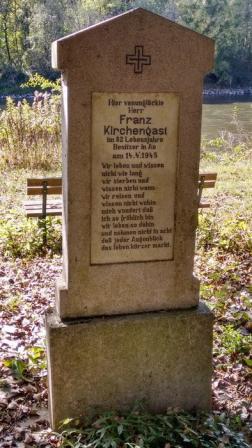 Hier verunglückte
Herr
Franz
Kirchengast
im 62 Lebensjahre
Besitzer in Au
am 14.4.1945
Wir leben und wissen
nicht wie lang
wir sterben und
wissen nicht wann
wir reisen und
wissen nicht wohin
mich wundert daß
ich so fröhlich bin
wir leben so dahin
und nehmen nicht in acht
daß jeder Augenblick
das leben kürzer macht.